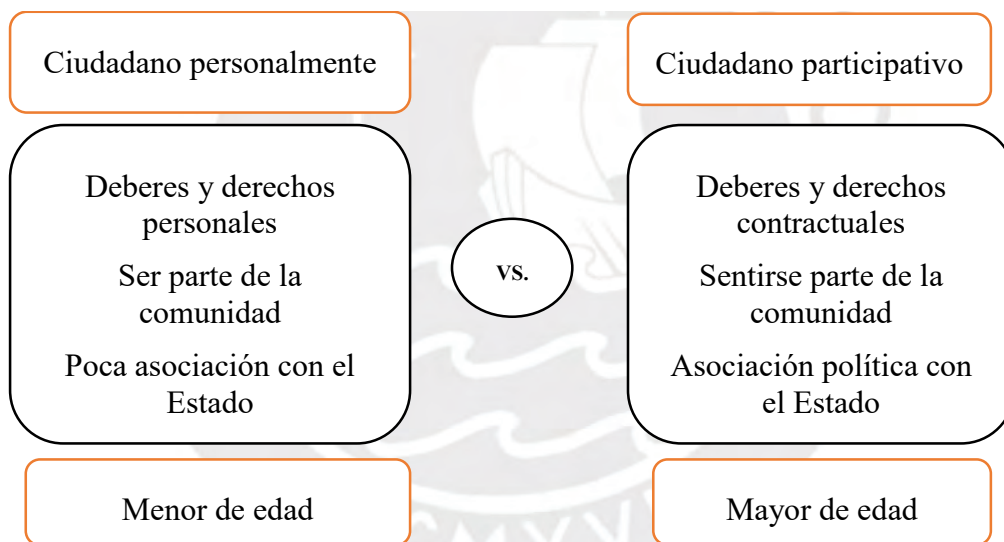 Ciudadano personalmente
Deberes y derechos
personales
Ser parte de la
comunidad
Poca asociación con el
Estado
Menor de edad
vs.
Ciudadano participativo
Deberes y derechos
contractuales
Sentirse parte de la
comunidad
Asociación política con
el Estado
Mayor de edad